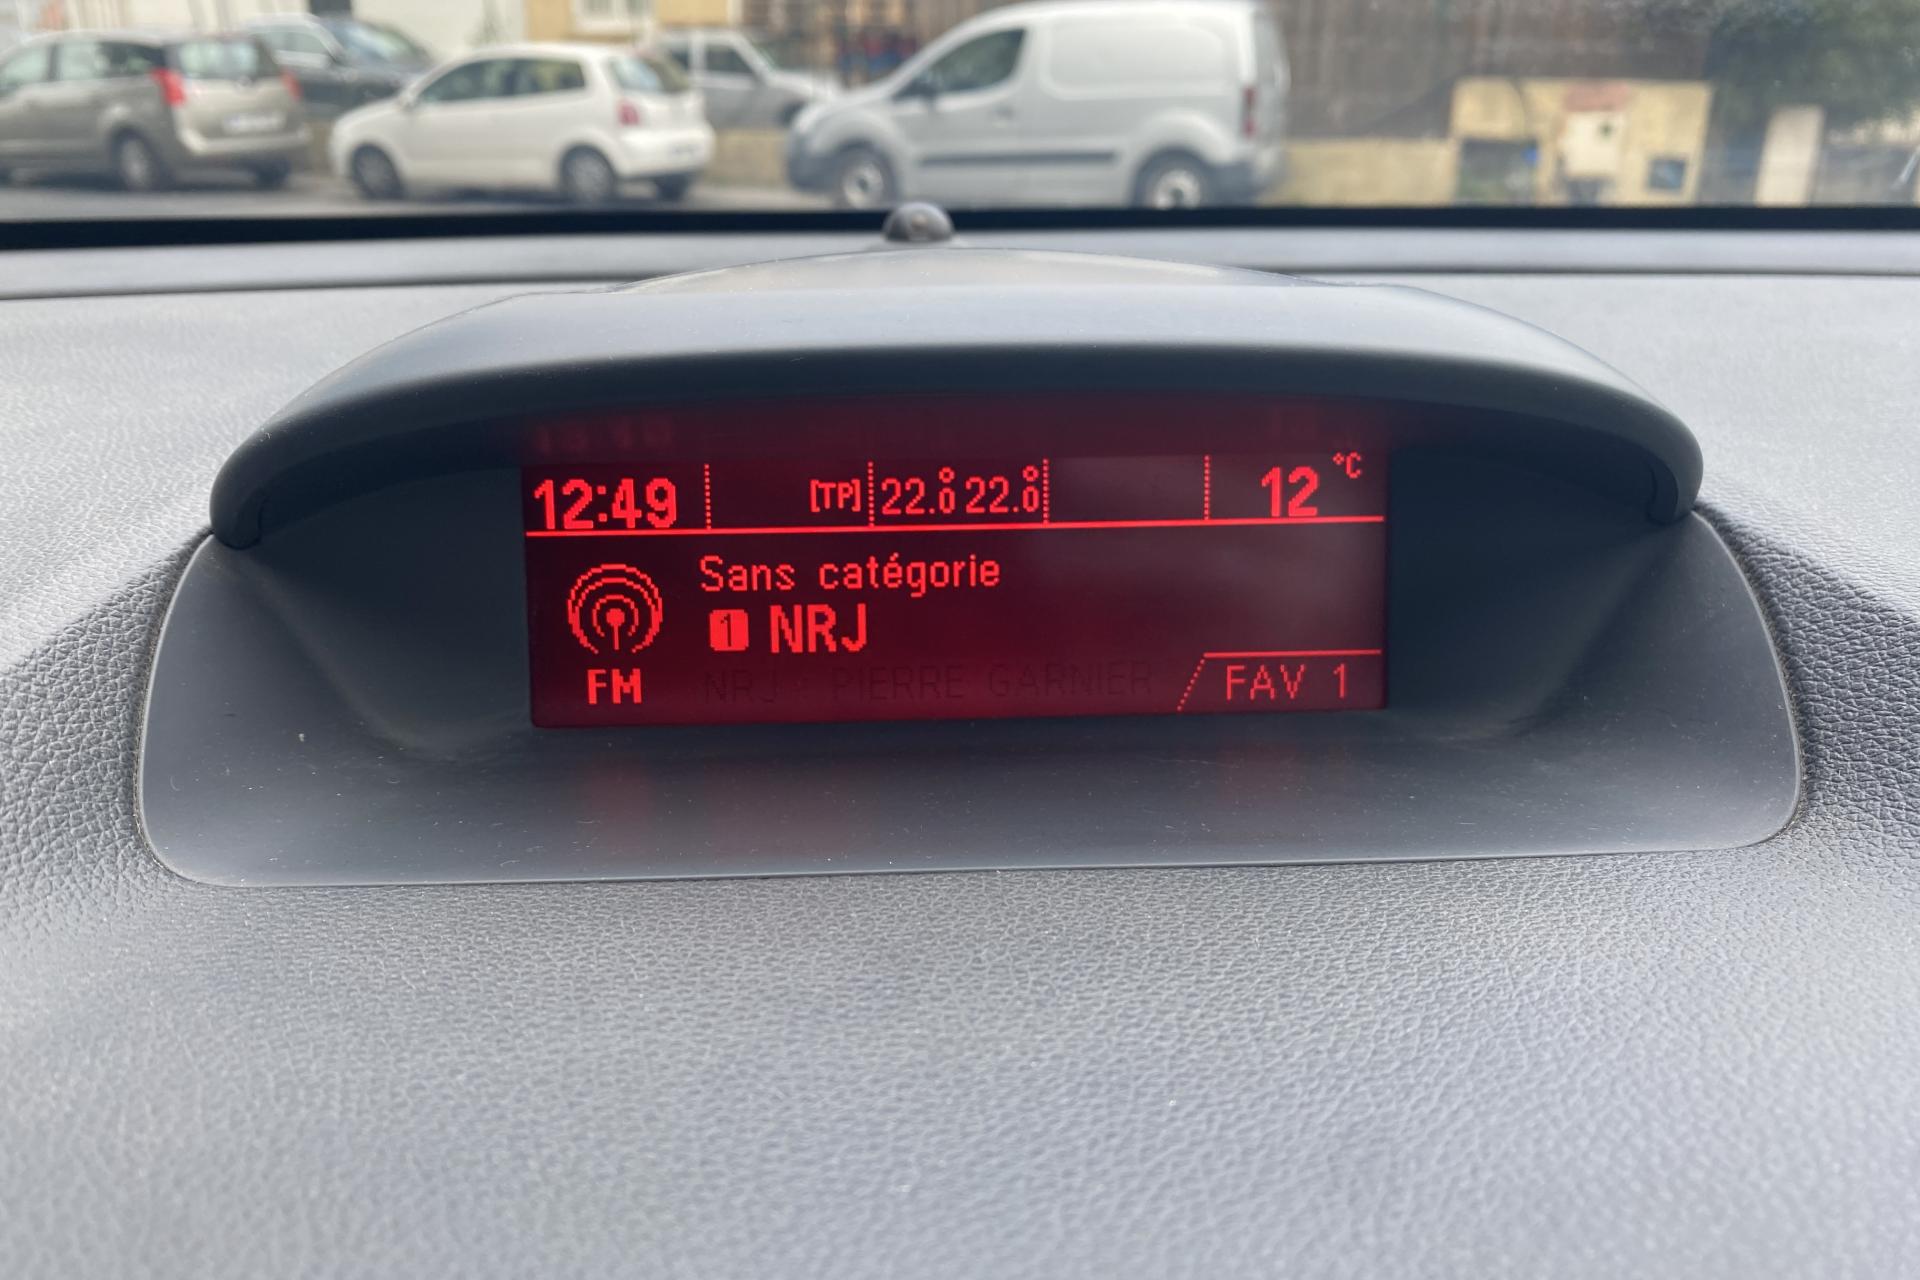 12:49 [TP] 22.0° 22.0° 12 °C
Sans catégorie
1 NRJ
FM NRJ - PIERRE GARNIER FAV 1